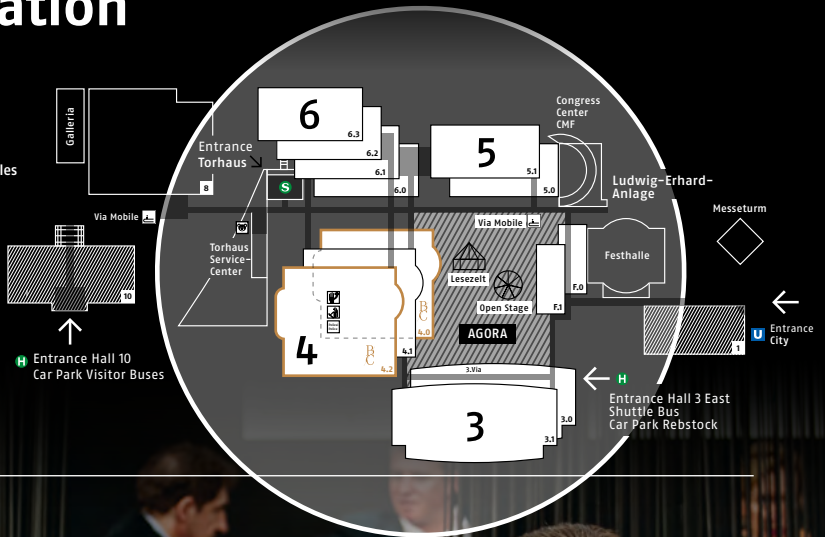 ation
les
Galleria
8
Entrance
Torhaus
S
6
6.3
6.2
6.1
6.0
5
5.1
5.0
Congress
Center
CMF
Ludwig-Erhard-
Anlage
Messeturm
Via Mobile
Via Mobile
Torhaus
Service-
Center
Lesezelt
Open Stage
AGORA
F.0
F.1
Festhalle
10
H Entrance Hall 10
Car Park Visitor Buses
4
B
C
4.0
4.1
B
C
4.2
1
U Entrance
City
3.Via
3
3.0
3.1
H
Entrance Hall 3 East
Shuttle Bus
Car Park Rebstock